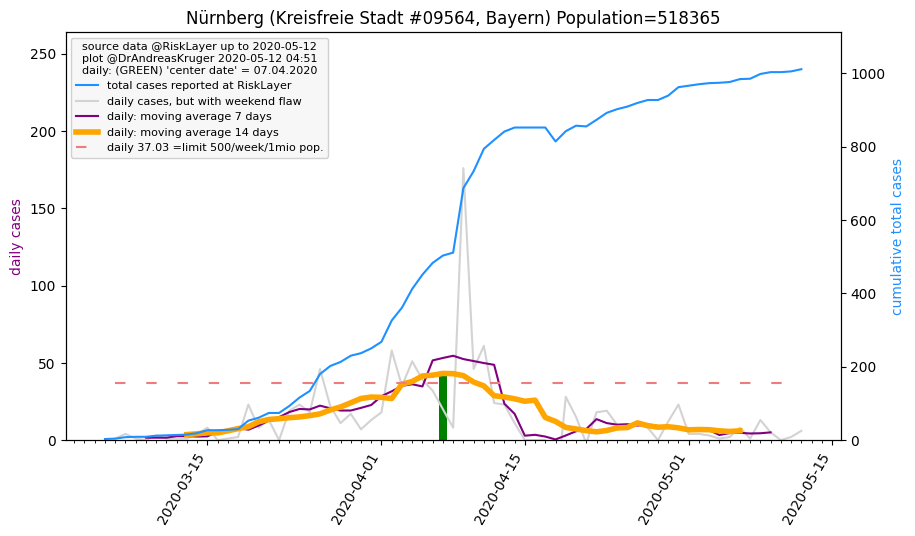 Nürnberg (Kreisfreie Stadt #09564, Bayern) Population=518365
source data @RiskLayer up to 2020-05-12
plot @DrAndreasKruger 2020-05-12 04:51
daily: (GREEN) 'center date' = 07.04.2020
total cases reported at RiskLayer
daily cases, but with weekend flaw
daily: moving average 7 days
daily: moving average 14 days
daily 37.03 =limit 500/week/1mio pop.
daily cases
250
200
150
100
50
0
cumulative total cases
1000
800
600
400
200
0
2020-03-15
2020-04-01
2020-04-15
2020-05-01
2020-05-15